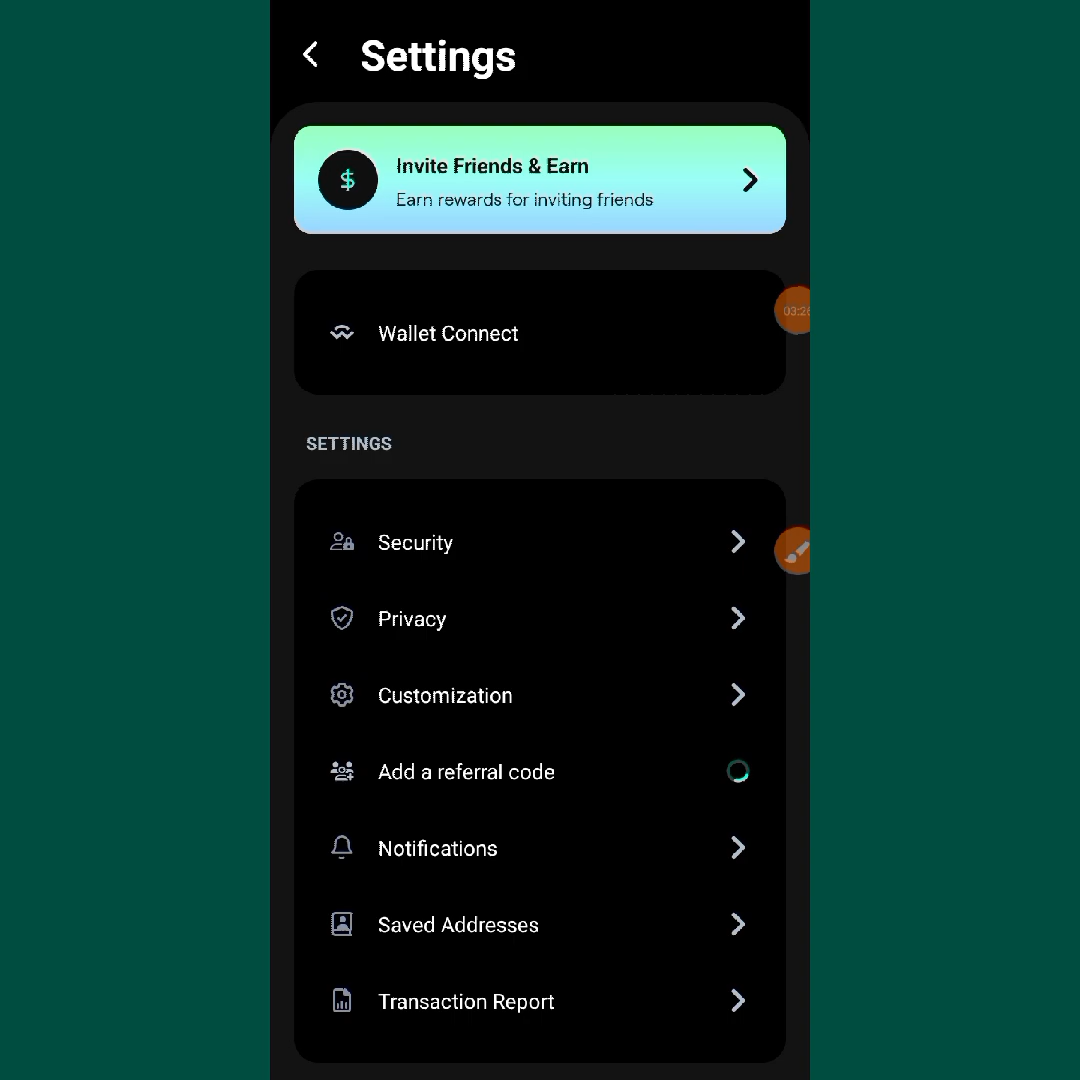 Settings
$
Invite Friends & Earn
Earn rewards for inviting friends
Wallet Connect
SETTINGS
Security
Privacy
Customization
Add a referral code
Notifications
Saved Addresses
Transaction Report